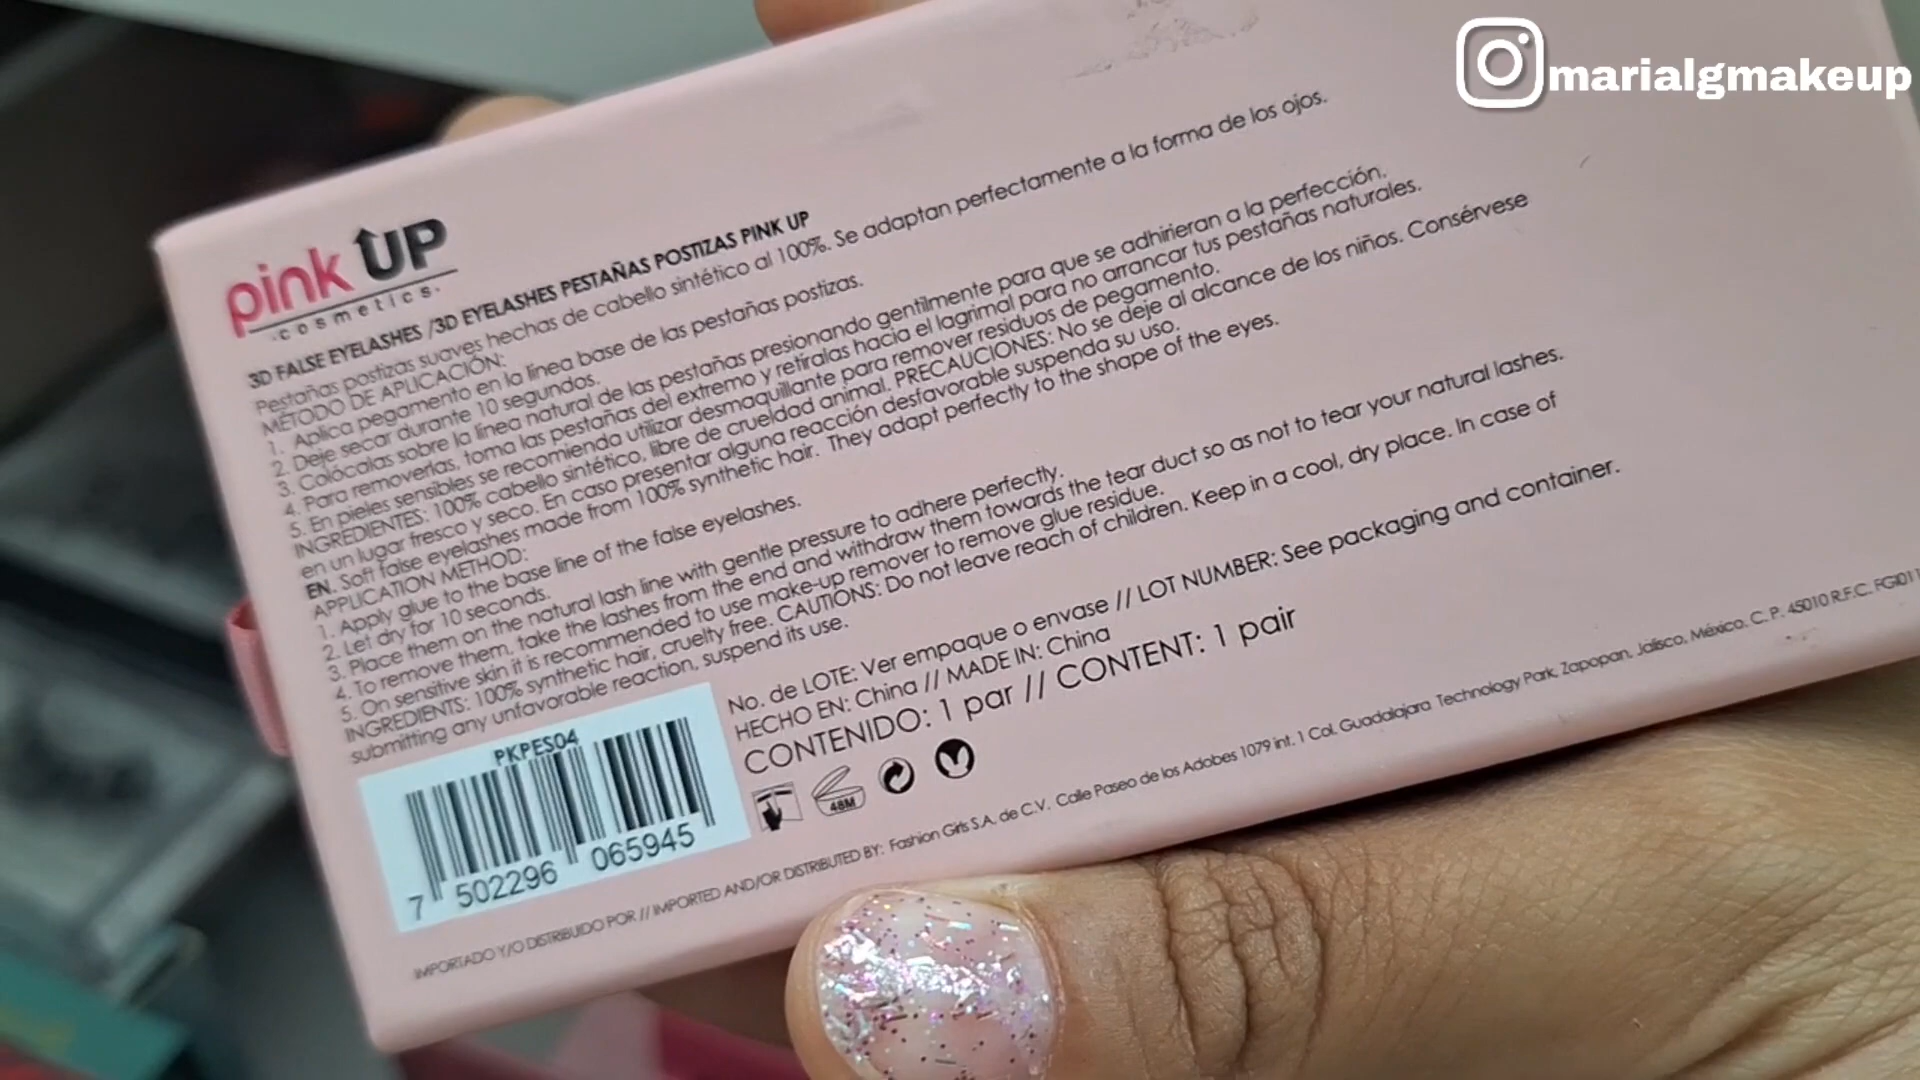 marialgmakeup
pink UP
cosmetics
3D FALSE EYELASHES /3D EYELASHES PESTAÑAS POSTIZAS PINK UP
Pestañas postizas suaves hechas de cabello sintético al 100%. Se adaptan perfectamente a la forma de los ojos.
MÉTODO DE APLICACIÓN:
1. Aplica pegamento en la línea base de las pestañas postizas.
2. Deje secar durante 10 segundos.
3. Colócalas sobre la línea natural de las pestañas presionando gentilmente para que se adhirieran a la perfección.
4. Para removerlas, toma las pestañas del extremo y retíralas hacia el lagrimal para no arrancar tus pestañas naturales.
5. En pieles sensibles se recomienda utilizar desmaquillante para remover residuos de pegamento.
INGREDIENTES: 100% cabello sintético, libre de crueldad animal. PRECAUCIONES: No se deje al alcance de los niños. Consérvese
en un lugar fresco y seco. En caso presentar alguna reacción desfavorable suspenda su uso.
EN. Soft false eyelashes made from 100% synthetic hair. They adapt perfectly to the shape of the eyes.
APPLICATION METHOD:
1. Apply glue to the base line of the false eyelashes.
2. Let dry for 10 seconds.
3. Place them on the natural lash line with gentle pressure to adhere perfectly.
4. To remove them, take the lashes from the end and withdraw them towards the tear duct so as not to tear your natural lashes.
5. On sensitive skin it is recommended to use make-up remover to remove glue residue.
INGREDIENTS: 100% synthetic hair, cruelty free. CAUTIONS: Do not leave reach of children. Keep in a cool, dry place. In case of
submitting any unfavorable reaction, suspend its use.
PKPES04
7 502296 065945
No. de LOTE: Ver empaque o envase // LOT NUMBER: See packaging and container.
HECHO EN: China // MADE IN: China
CONTENIDO: 1 par // CONTENT: 1 pair
48M
IMPORTADO Y/O DISTRIBUIDO POR // IMPORTED AND/OR DISTRIBUTED BY: Fashion Girls S.A. de C.V. Calle Paseo de los Adobes 1079 int. 1 Col. Guadalajara Technology Park, Zapopan, Jalisco, México. C. P. 45010 R.F.C.